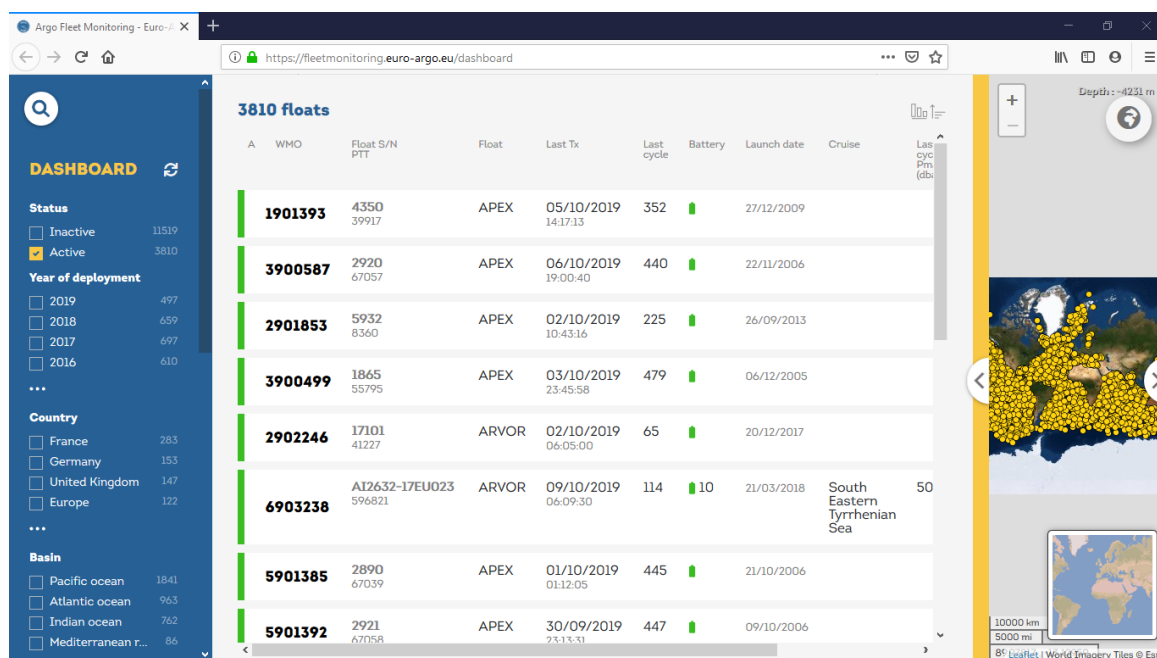 Argo Fleet Monitoring - Euro-A
https://fleetmonitoring.euro-argo.eu/dashboard
DASHBOARD
Status
Inactive 11519
Active 3810
Year of deployment
2019 497
2018 659
2017 697
2016 610
...
Country
France 283
Germany 153
United Kingdom 147
Europe 122
...
Basin
Pacific ocean 1841
Atlantic ocean 963
Indian ocean 762
Mediterranean r... 86
3810 floats
A WMO Float S/N Float Last Tx Last Battery Launch date Cruise Las
PTT cycle cyc
Pm
(dba
1901393 4350 APEX 05/10/2019 352 27/12/2009
39917 14:17:13
3900587 2920 APEX 06/10/2019 440 22/11/2006
67057 19:00:40
2901853 5932 APEX 02/10/2019 225 26/09/2013
8360 10:43:16
3900499 1865 APEX 03/10/2019 479 06/12/2005
55795 23:45:58
2902246 17101 ARVOR 02/10/2019 65 20/12/2017
41227 06:05:00
6903238 AI2632-17EU023 ARVOR 09/10/2019 114 10 21/03/2018 South 50
596821 06:09:30 Eastern
Tyrrhenian
Sea
5901385 2890 APEX 01/10/2019 445 21/10/2006
67039 01:12:05
5901392 2921 APEX 30/09/2019 447 09/10/2006
67058 23:13:31
Depth : -4231 m
+
−
10000 km
5000 mi
Leaflet | World Imagery Tiles © Esr